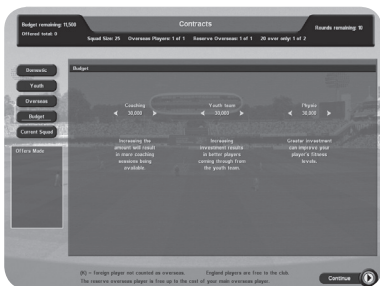 Budget remaining: 11,500
Contracts
Rounds remaining: 10
Offered total: 0
Squad Size: 25 Overseas Players: 1 of 1 Reserve Overseas: 1 of 1 20 over only: 1 of 2
Domestic
Youth
Overseas
Budget
Current Squad
Offers Made
Budget
Coaching
30,000
Increasing the
amount will result
in more coaching
sessions being
available.
Youth team
30,000
Increasing
investment results
in better players
coming through from
the youth team.
Physio
30,000
Greater investment
can improve your
player's fitness
levels.
(K) - foreign player not counted as overseas. England players are free to the club.
The reserve overseas player is free up to the cost of your main overseas player.
Continue